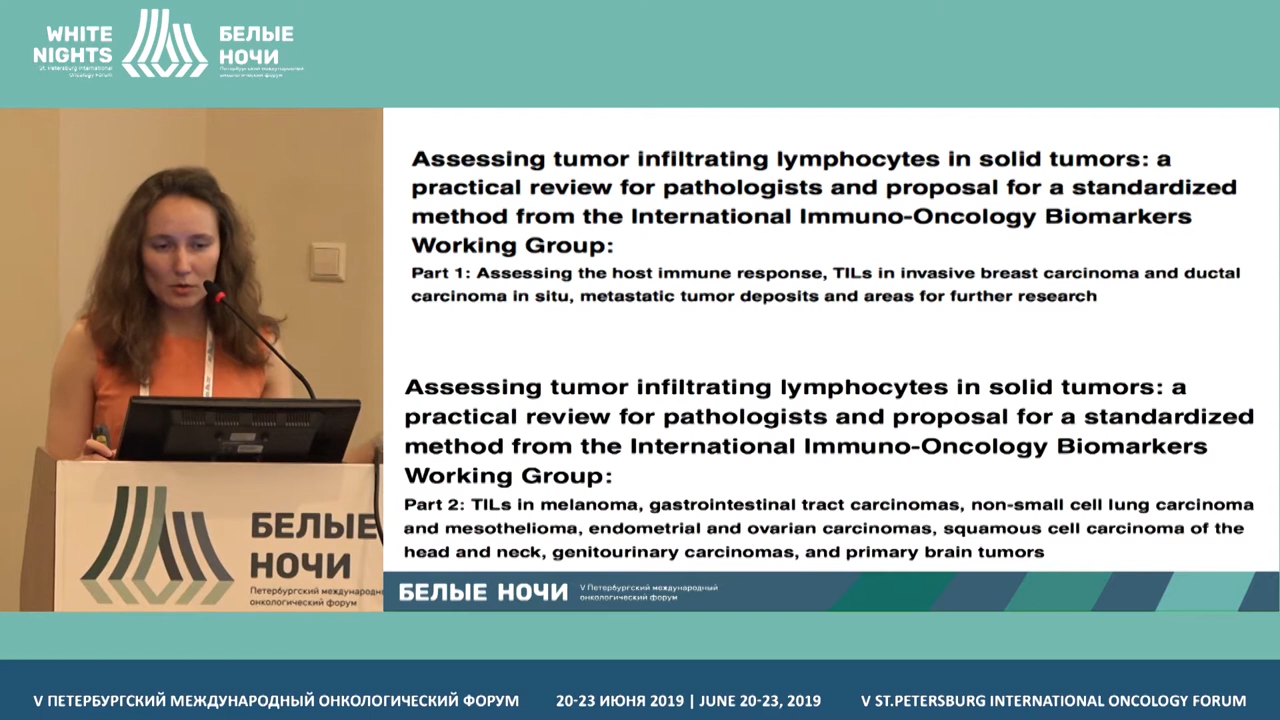 WHITE
NIGHTS
St. Petersburg International
Oncology Forum
БЕЛЫЕ
НОЧИ
Петербургский международный
онкологический форум
Assessing tumor infiltrating lymphocytes in solid tumors: a
practical review for pathologists and proposal for a standardized
method from the International Immuno-Oncology Biomarkers
Working Group:
Part 1: Assessing the host immune response, TILs in invasive breast carcinoma and ductal
carcinoma in situ, metastatic tumor deposits and areas for further research
Assessing tumor infiltrating lymphocytes in solid tumors: a
practical review for pathologists and proposal for a standardized
method from the International Immuno-Oncology Biomarkers
Working Group:
Part 2: TILs in melanoma, gastrointestinal tract carcinomas, non-small cell lung carcinoma
and mesothelioma, endometrial and ovarian carcinomas, squamous cell carcinoma of the
head and neck, genitourinary carcinomas, and primary brain tumors
БЕЛЫЕ НОЧИ
V Петербургский международный
онкологический форум
БЕЛЫЕ
НОЧИ
Петербургский международн
онкологический форум
V ПЕТЕРБУРГСКИЙ МЕЖДУНАРОДНЫЙ ОНКОЛОГИЧЕСКИЙ ФОРУМ
20-23 ИЮНЯ 2019 | JUNE 20-23, 2019
V ST.PETERSBURG INTERNATIONAL ONCOLOGY FORUM